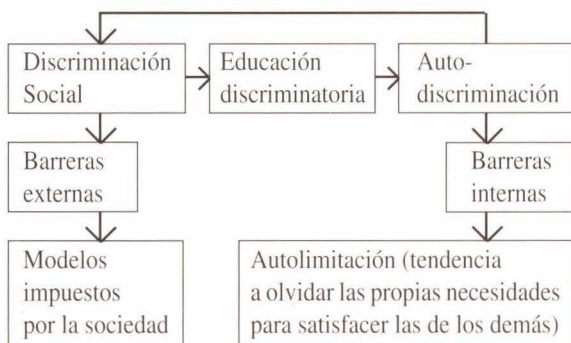 Discriminación
Social
Educación
discriminatoria
Auto-
discriminación
Barreras
externas
Barreras
internas
Modelos
impuestos
por la sociedad
Autolimitación (tendencia
a olvidar las propias necesidades
para satisfacer las de los demás)